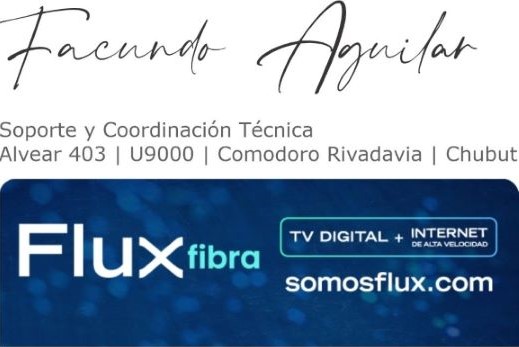 Facundo Aguilar
Soporte y Coordinación Técnica
Alvear 403 | U9000 | Comodoro Rivadavia | Chubut
Flux fibra
TV DIGITAL + INTERNET
DE ALTA VELOCIDAD
somosflux.com